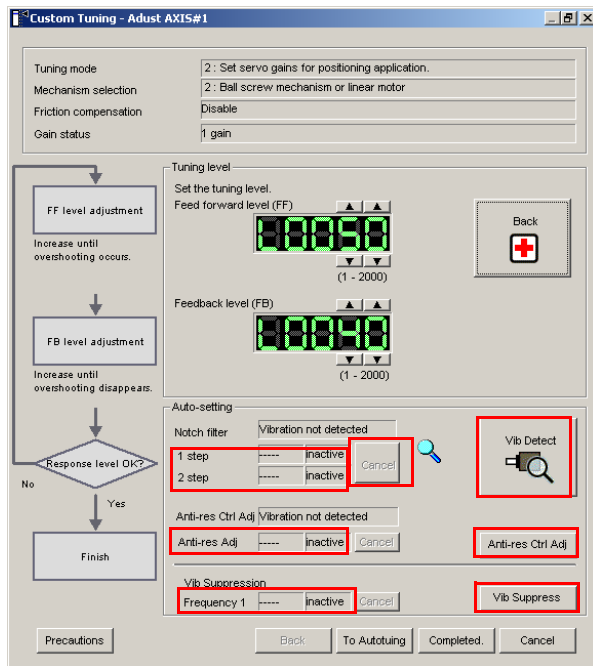 Custom Tuning - Adust AXIS#1
Tuning mode
2 : Set servo gains for positioning application.
Mechanism selection
2 : Ball screw mechanism or linear motor
Friction compensation
Disable
Gain status
1 gain
FF level adjustment
Increase until
overshooting occurs.
FB level adjustment
Increase until
overshooting disappears.
Response level OK?
No
Yes
Finish
Tuning level
Set the tuning level.
Feed forward level (FF)
L0050
(1 - 2000)
Feedback level (FB)
L0040
(1 - 2000)
Back
Auto-setting
Notch filter
Vibration not detected
1 step
-----
inactive
2 step
-----
inactive
Cancel
Vib Detect
Anti-res Ctrl Adj
Vibration not detected
Anti-res Adj
-----
inactive
Cancel
Anti-res Ctrl Adj
Vib Suppression
Frequency 1
-----
inactive
Cancel
Vib Suppress
Precautions
Back
To Autotuing
Completed.
Cancel